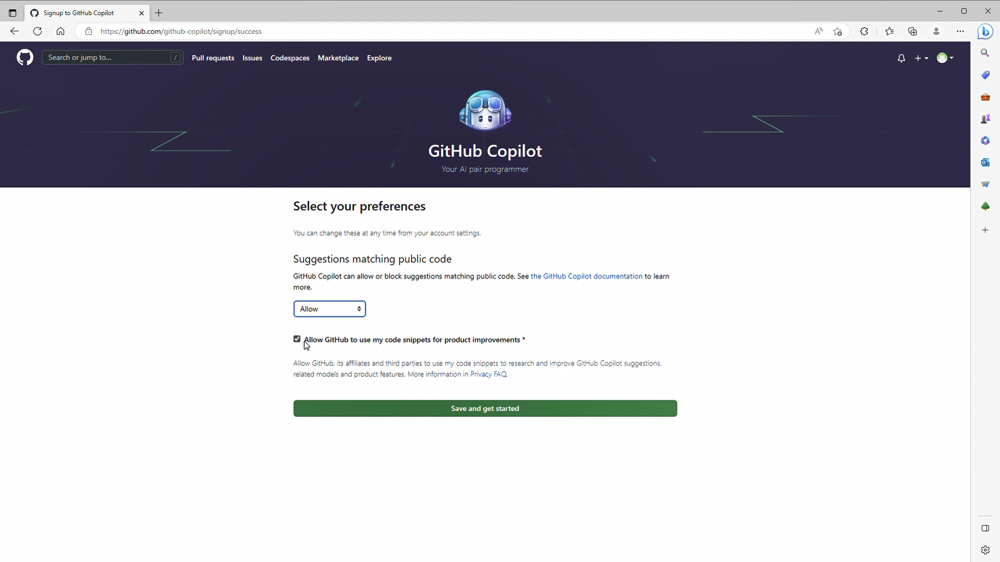 Signup to GitHub Copilot
https://github.com/github-copilot/signup/success
Search or jump to... /
Pull requests Issues Codespaces Marketplace Explore
GitHub Copilot
Your AI pair programmer
Select your preferences
You can change these at any time from your account settings.
Suggestions matching public code
GitHub Copilot can allow or block suggestions matching public code. See the GitHub Copilot documentation to learn
more.
Allow
Allow GitHub to use my code snippets for product improvements *
Allow GitHub, its affiliates and third parties to use my code snippets to research and improve GitHub Copilot suggestions,
related models and product features. More information in Privacy FAQ.
Save and get started